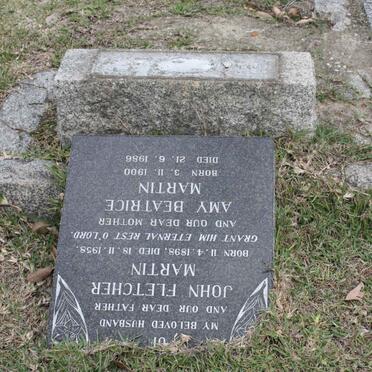 OF
MY BELOVED HUSBAND
AND OUR DEAR FATHER
JOHN FLETCHER
MARTIN
BORN 11. 4. 1898, DIED 18. 11. 1958.
GRANT HIM ETERNAL REST O'LORD.
AND OUR DEAR MOTHER
AMY BEATRICE
MARTIN
BORN 3. 11. 1900
DIED 21. 6. 1986